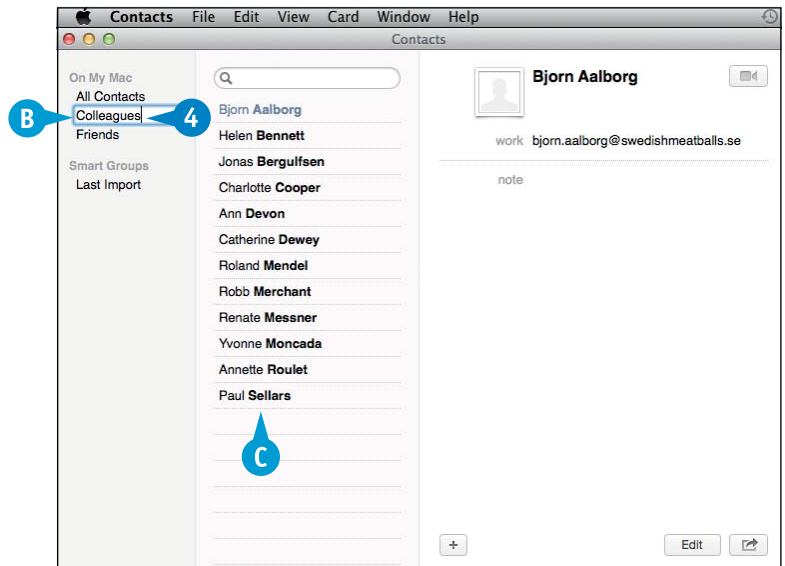 Contacts File Edit View Card Window Help
Contacts
On My Mac
All Contacts
B Colleagues 4
Friends
Smart Groups
Last Import
Bjorn Aalborg
Helen Bennett
Jonas Bergulfsen
Charlotte Cooper
Ann Devon
Catherine Dewey
Roland Mendel
Robb Merchant
Renate Messner
Yvonne Moncada
Annette Roulet
Paul Sellars
C
Bjorn Aalborg
work bjorn.aalborg@swedishmeatballs.se
note
+
Edit